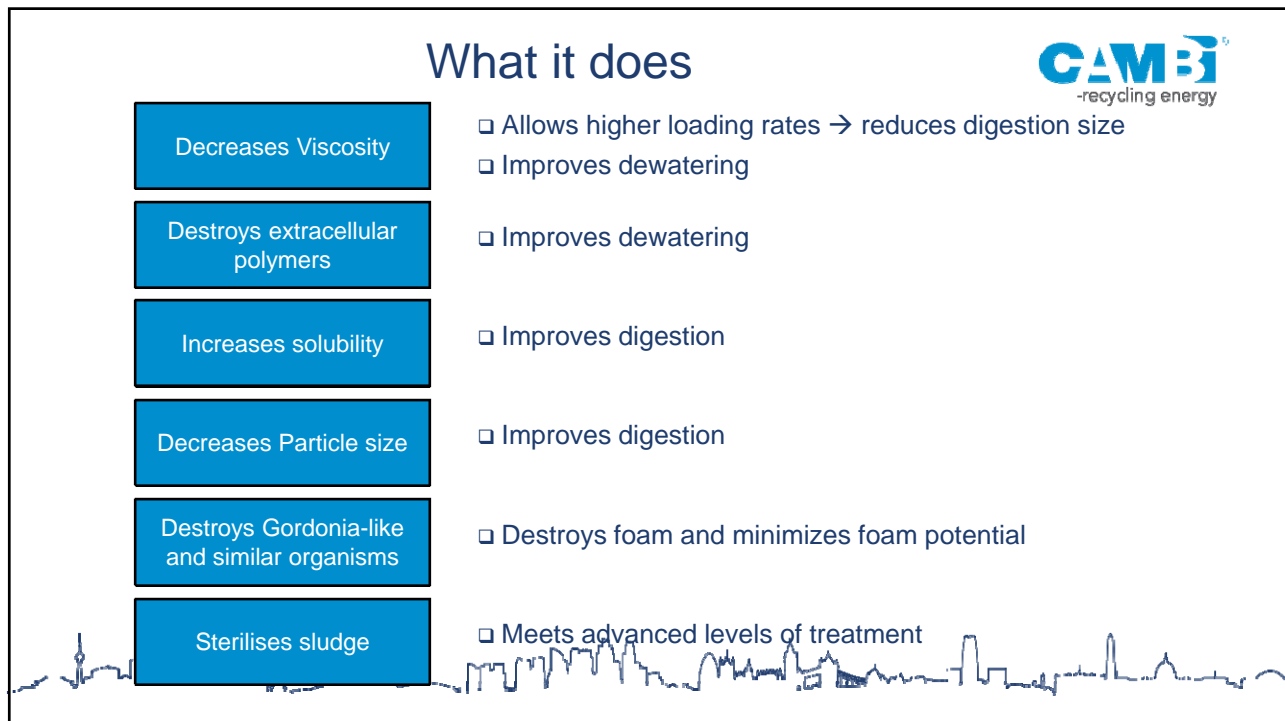 What it does
CAMBi®
-recycling energy
Decreases Viscosity
❑ Allows higher loading rates → reduces digestion size
❑ Improves dewatering
Destroys extracellular
polymers
❑ Improves dewatering
Increases solubility
❑ Improves digestion
Decreases Particle size
❑ Improves digestion
Destroys Gordonia-like
and similar organisms
❑ Destroys foam and minimizes foam potential
Sterilises sludge
❑ Meets advanced levels of treatment